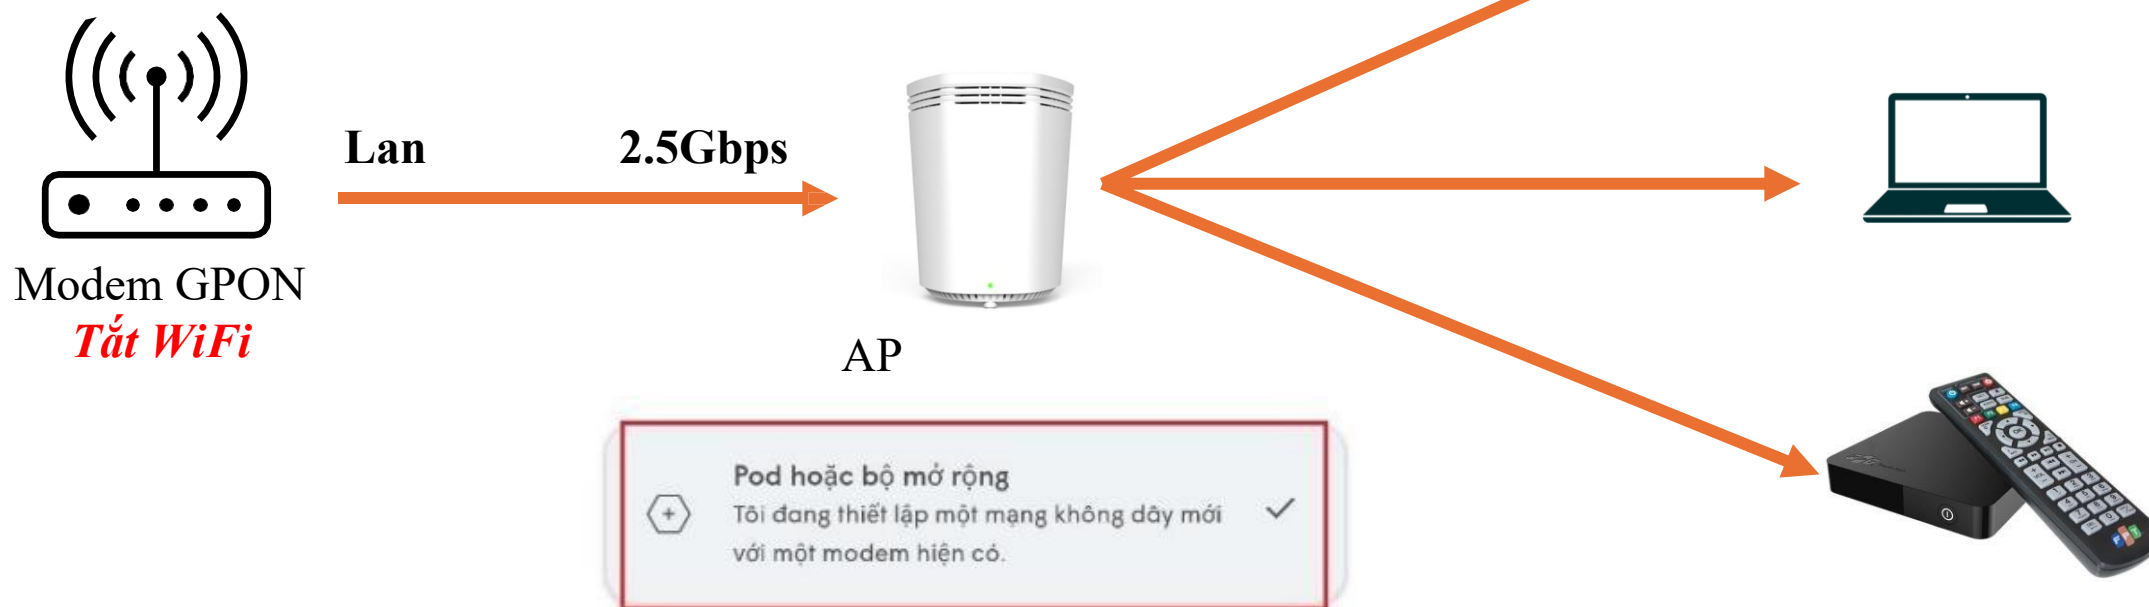 Lan 2.5Gbps
Modem GPON
Tắt WiFi
AP
Pod hoặc bộ mở rộng
Tôi đang thiết lập một mạng không dây mới
với một modem hiện có.